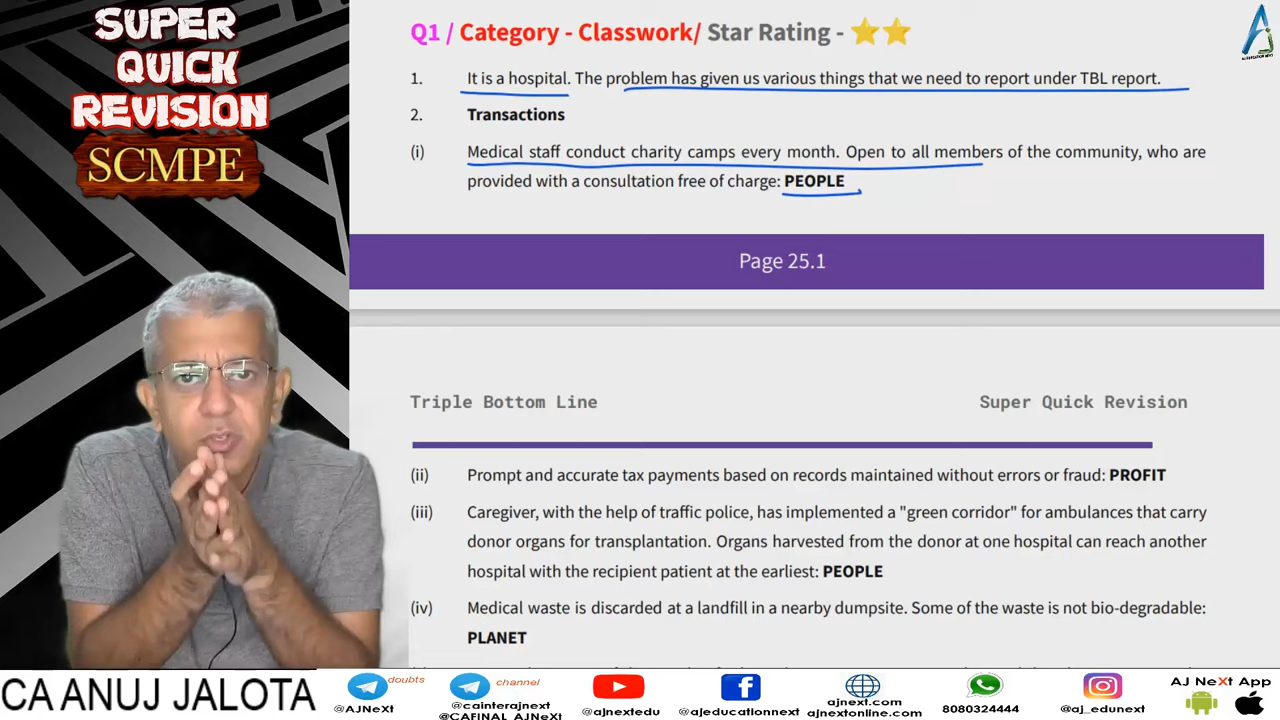 SUPER
QUICK
REVISION
SCMPE
Q1 / Category - Classwork/ Star Rating - ⭐⭐
1. It is a hospital. The problem has given us various things that we need to report under TBL report.
2. Transactions
(i) Medical staff conduct charity camps every month. Open to all members of the community, who are
provided with a consultation free of charge: PEOPLE
Page 25.1
Triple Bottom Line Super Quick Revision
(ii) Prompt and accurate tax payments based on records maintained without errors or fraud: PROFIT
(iii) Caregiver, with the help of traffic police, has implemented a "green corridor" for ambulances that carry
donor organs for transplantation. Organs harvested from the donor at one hospital can reach another
hospital with the recipient patient at the earliest: PEOPLE
(iv) Medical waste is discarded at a landfill in a nearby dumpsite. Some of the waste is not bio-degradable:
PLANET
CA ANUJ JALOTA
doubts
@AJNeXt
channel
@cainterajnext
@CAFINAL_AJNeXt
@ajnextedu
@ajeducationnext
ajnext.com
ajnextonline.com
8080324444
@aj_edunext
AJ NeXt App